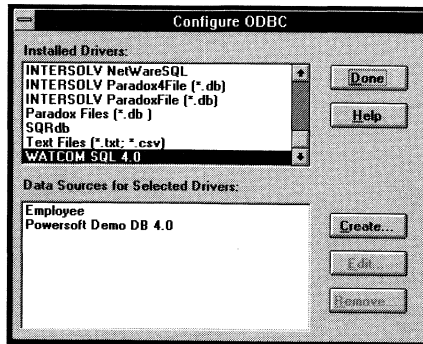 Configure ODBC
Installed Drivers:
INTERSOLV NetWareSQL
INTERSOLV Paradox4File (*.db)
INTERSOLV ParadoxFile (*.db)
Paradox Files (*.db )
SQRdb
Text Files (*.txt; *.csv)
WATCOM SQL 4.0
Done
Help
Data Sources for Selected Drivers:
Employee
Powersoft Demo DB 4.0
Create...
Edit...
Remove...